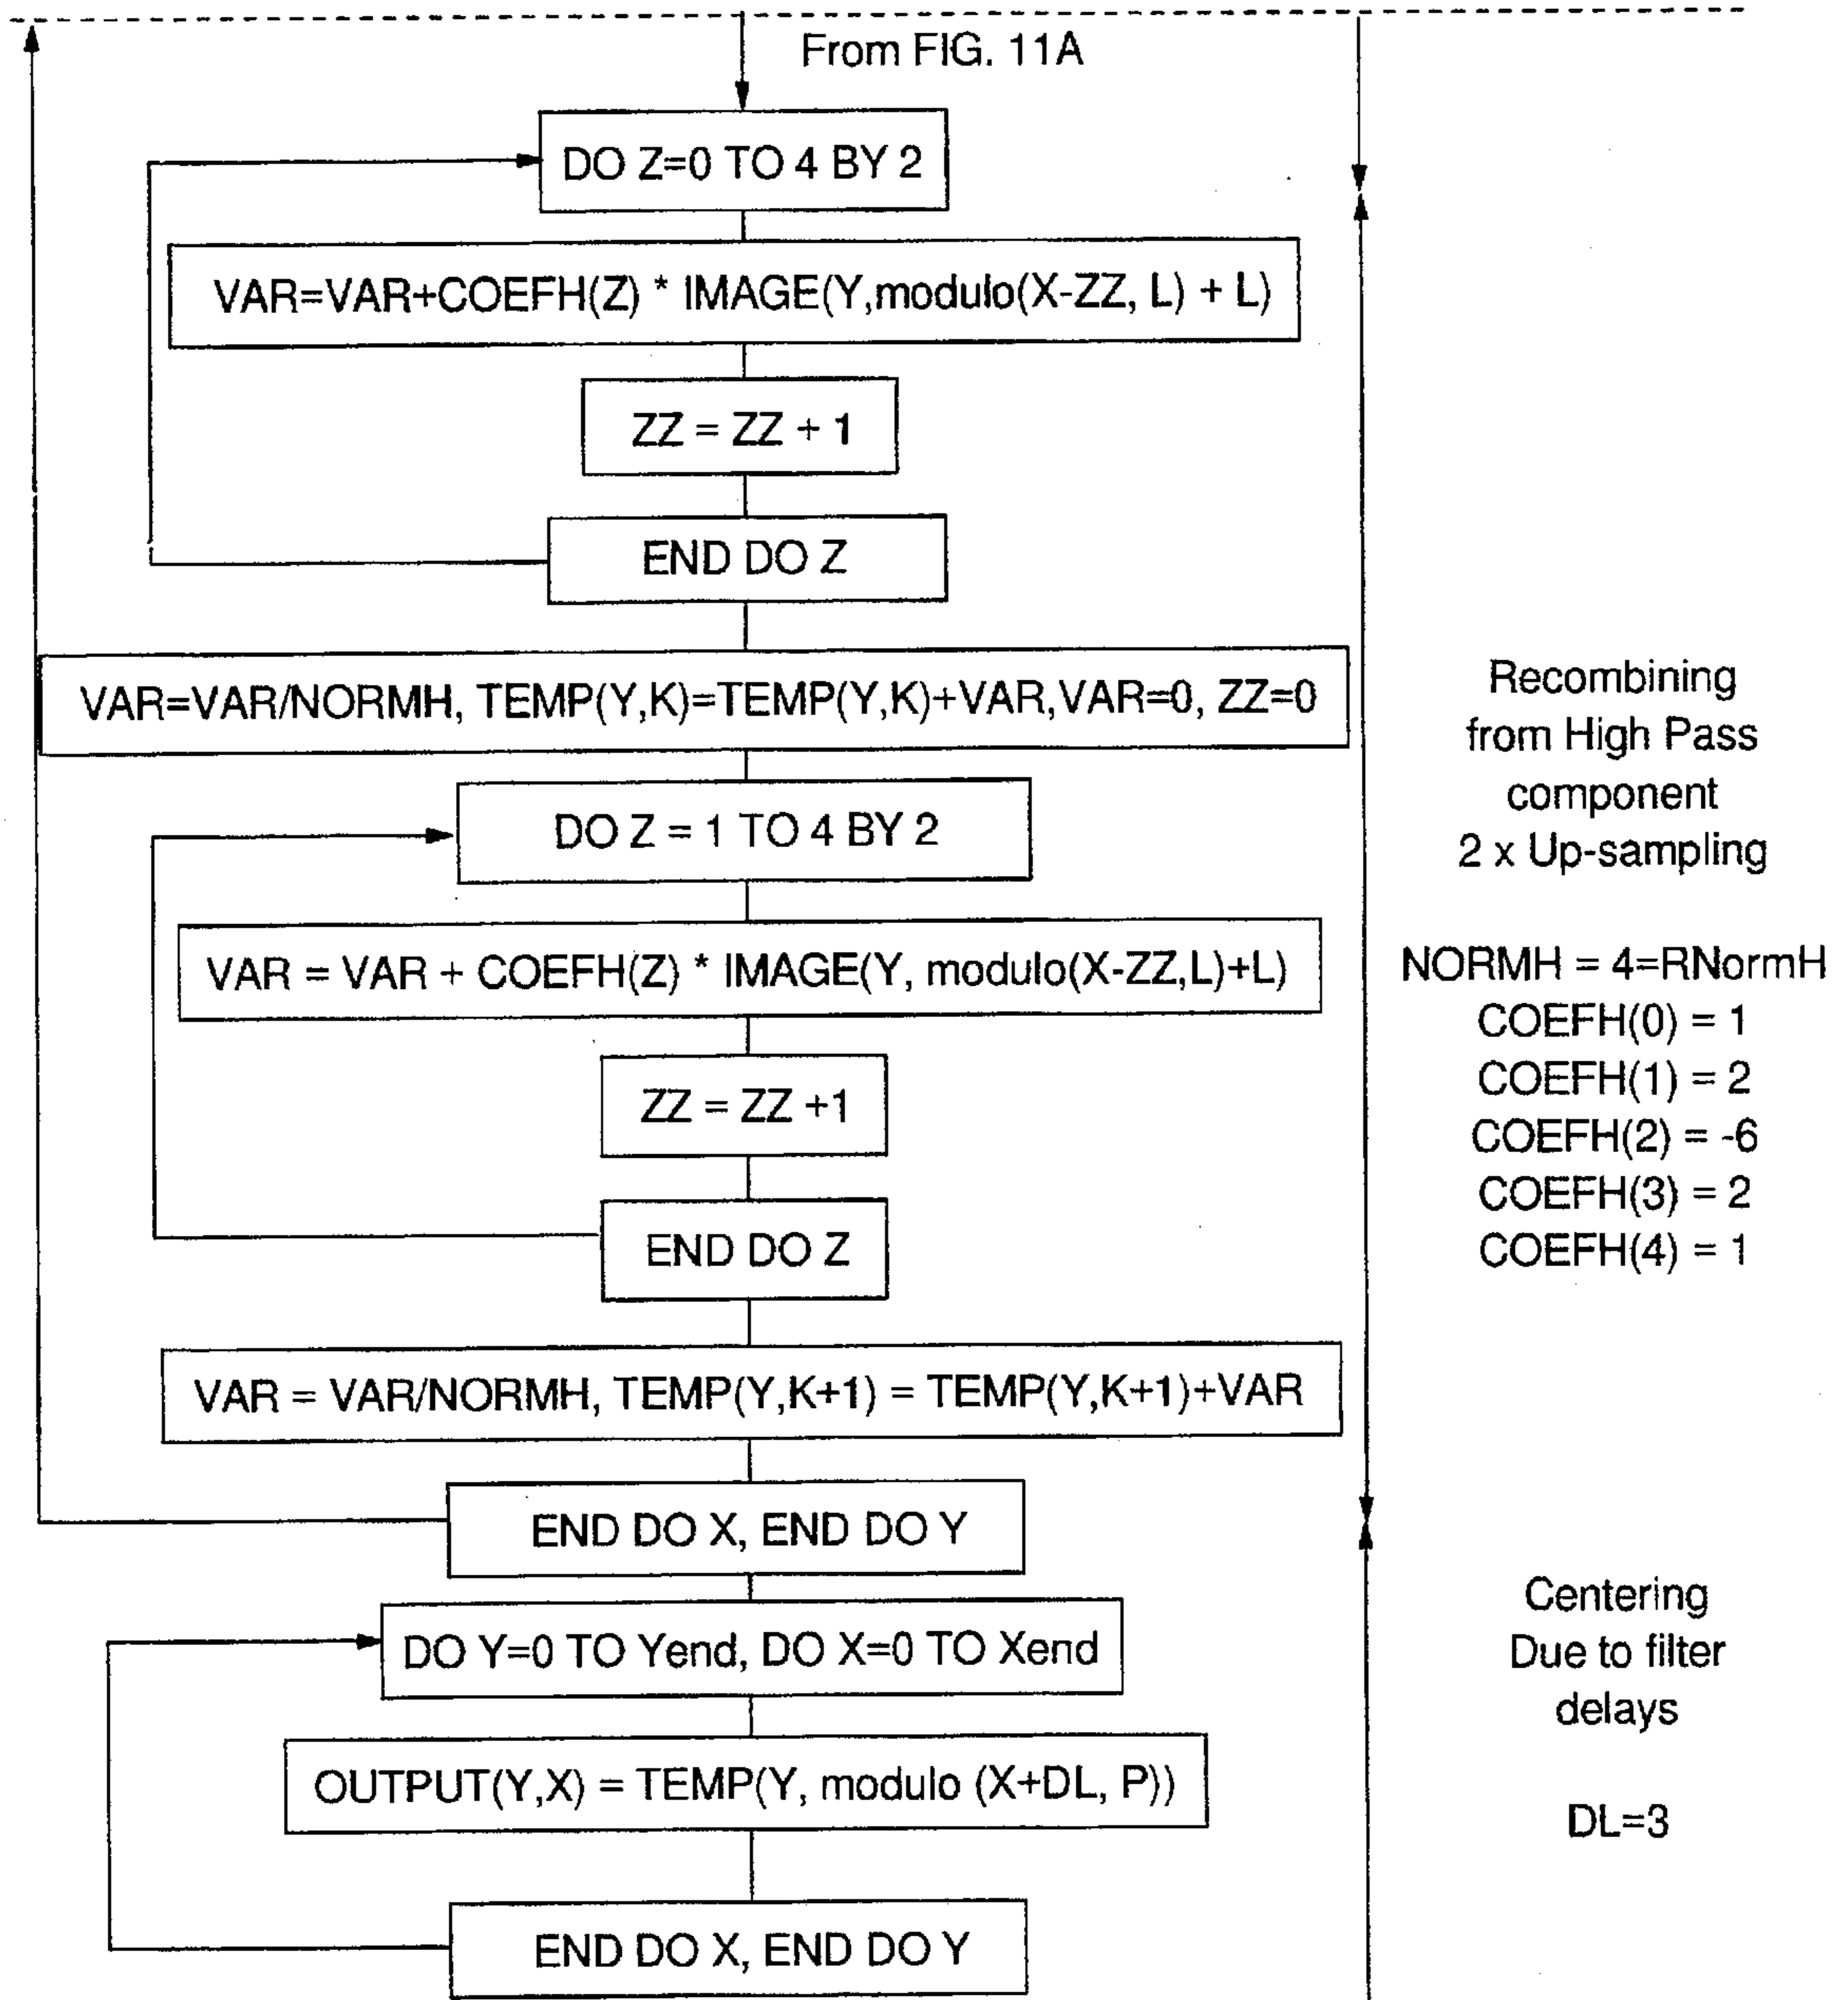 From FIG. 11A
DO Z=0 TO 4 BY 2
VAR=VAR+COEFH(Z) * IMAGE(Y,modulo(X-ZZ, L) + L)
ZZ = ZZ + 1
END DO Z
VAR=VAR/NORMH, TEMP(Y,K)=TEMP(Y,K)+VAR,VAR=0, ZZ=0
DO Z = 1 TO 4 BY 2
VAR = VAR + COEFH(Z) * IMAGE(Y, modulo(X-ZZ,L)+L)
ZZ = ZZ +1
END DO Z
VAR = VAR/NORMH, TEMP(Y,K+1) = TEMP(Y,K+1)+VAR
END DO X, END DO Y
Recombining
from High Pass
component
2 x Up-sampling
NORMH = 4=RNormH
COEFH(0) = 1
COEFH(1) = 2
COEFH(2) = -6
COEFH(3) = 2
COEFH(4) = 1
DO Y=0 TO Yend, DO X=0 TO Xend
OUTPUT(Y,X) = TEMP(Y, modulo (X+DL, P))
END DO X, END DO Y
Centering
Due to filter
delays
DL=3